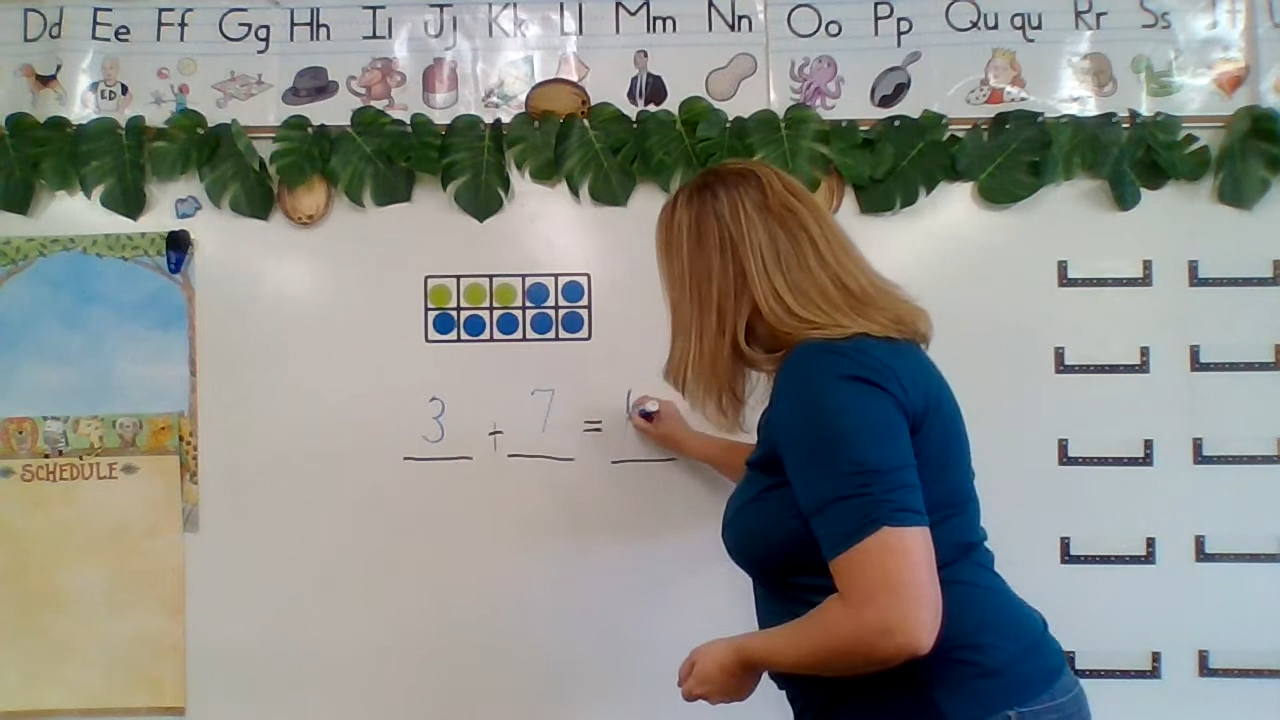 Dd Ee Ff Gg Hh Ii Jj Kk Ll Mm Nn Oo Pp Qu qu Rr Ss
ED
3 + 7 = 1
SCHEDULE